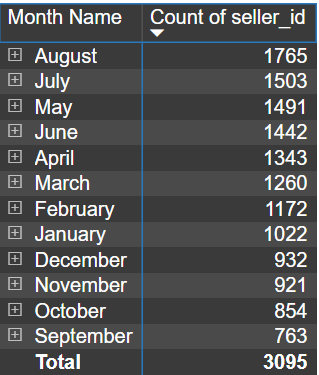 Month Name Count of seller_id
August 1765
July 1503
May 1491
June 1442
April 1343
March 1260
February 1172
January 1022
December 932
November 921
October 854
September 763
Total 3095